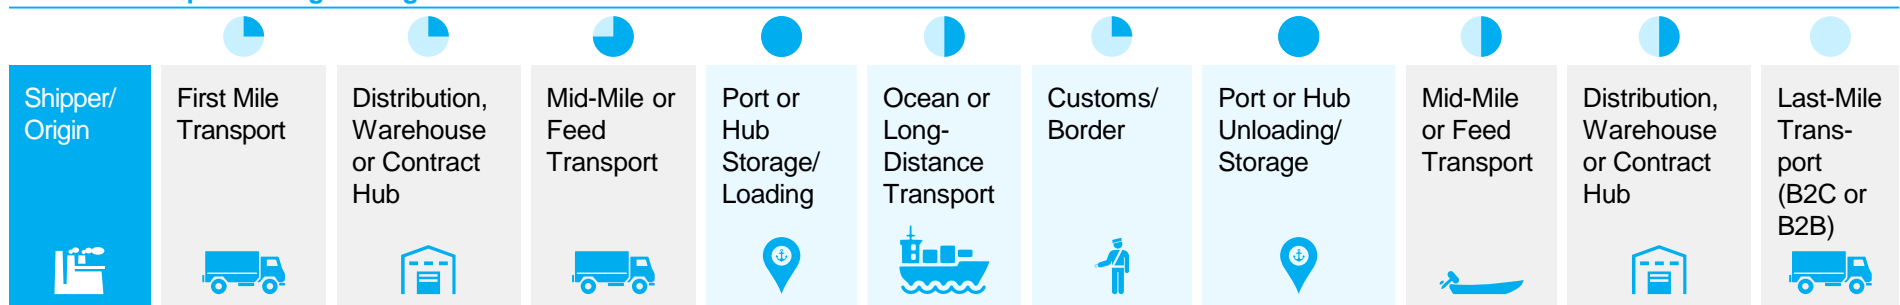 Shipper/
Origin
First Mile
Transport
Distribution,
Warehouse
or Contract
Hub
Mid-Mile or
Feed
Transport
Port or
Hub
Storage/
Loading
Ocean or
Long-
Distance
Transport
Customs/
Border
Port or Hub
Unloading/
Storage
Mid-Mile
or Feed
Transport
Distribution,
Warehouse
or Contract
Hub
Last-Mile
Trans-
port
(B2C or
B2B)